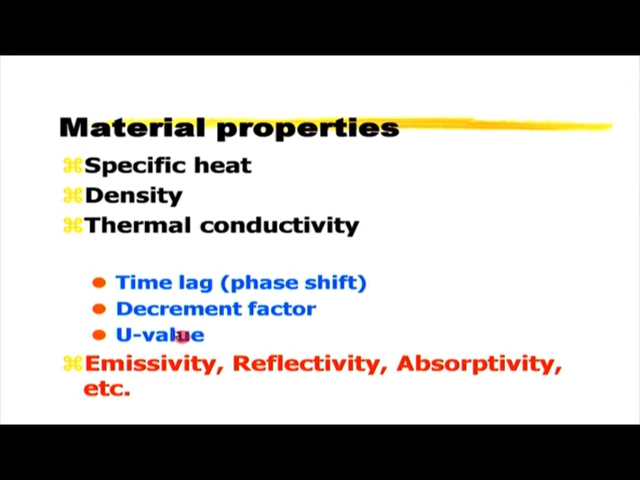 Material properties
Specific heat
Density
Thermal conductivity
Time lag (phase shift)
Decrement factor
U-value
Emissivity, Reflectivity, Absorptivity,
etc.